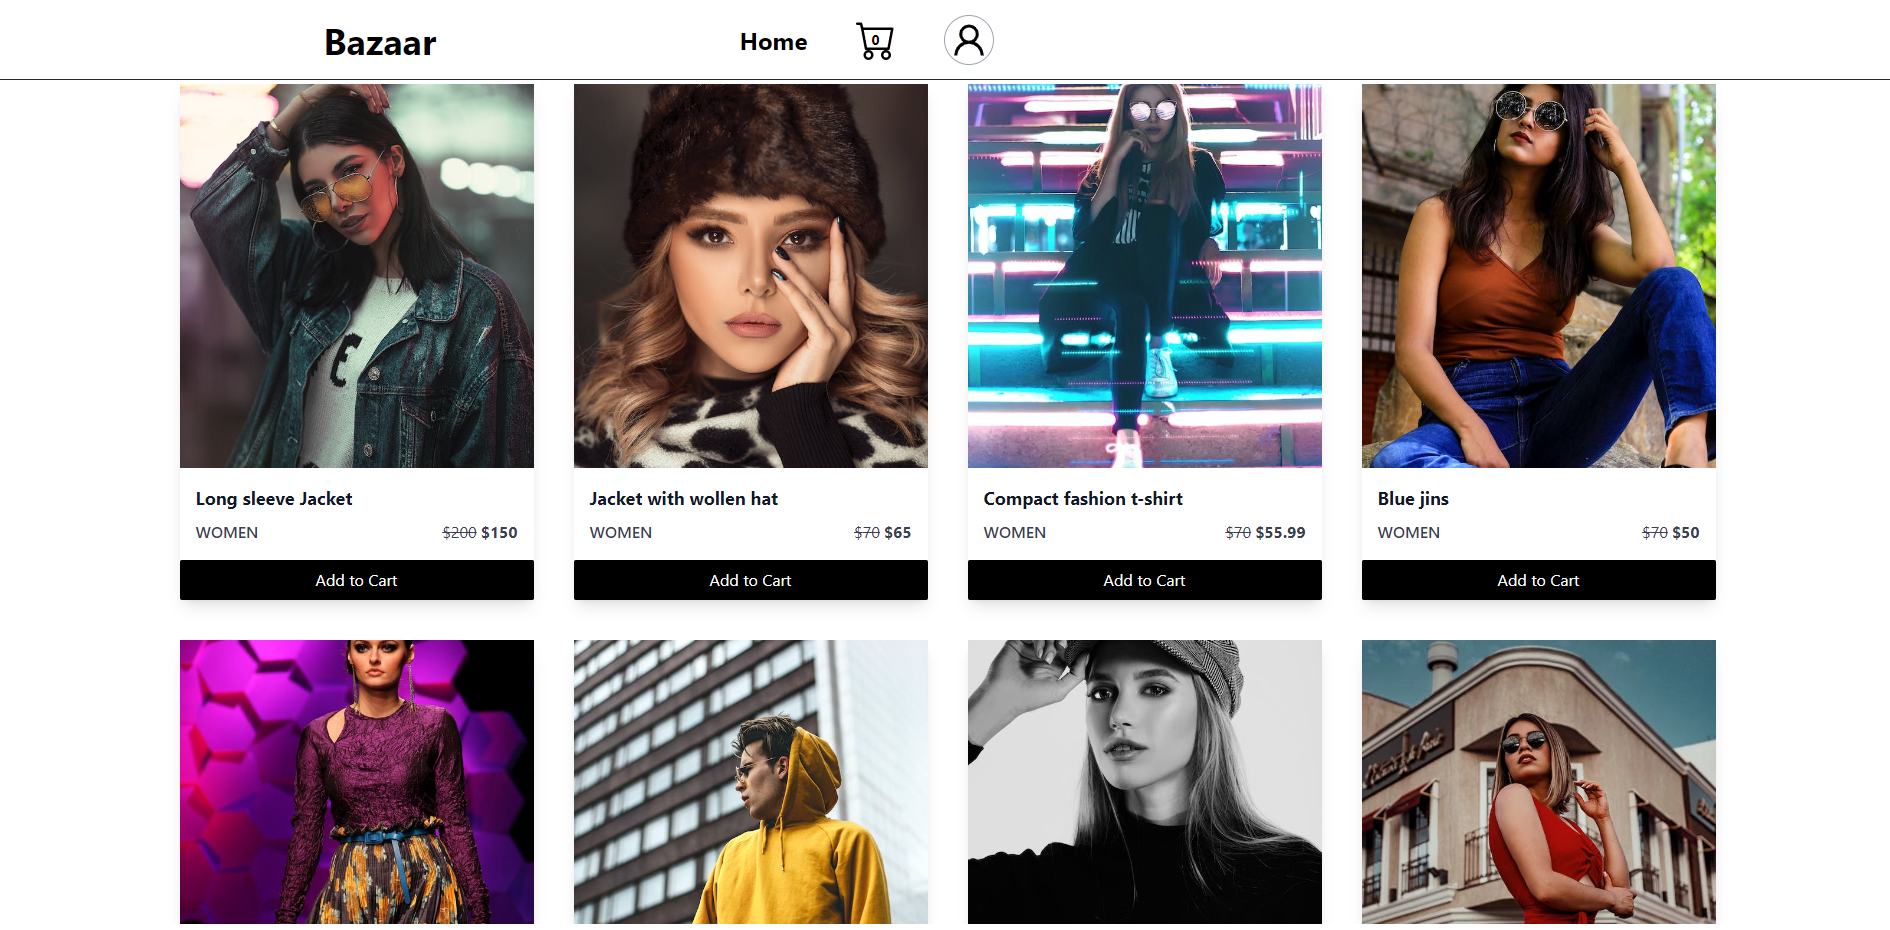 Bazaar
Home
0
Long sleeve Jacket
WOMEN $200 $150
Add to Cart
Jacket with wollen hat
WOMEN $70 $65
Add to Cart
Compact fashion t-shirt
WOMEN $70 $55.99
Add to Cart
Blue jins
WOMEN $70 $50
Add to Cart